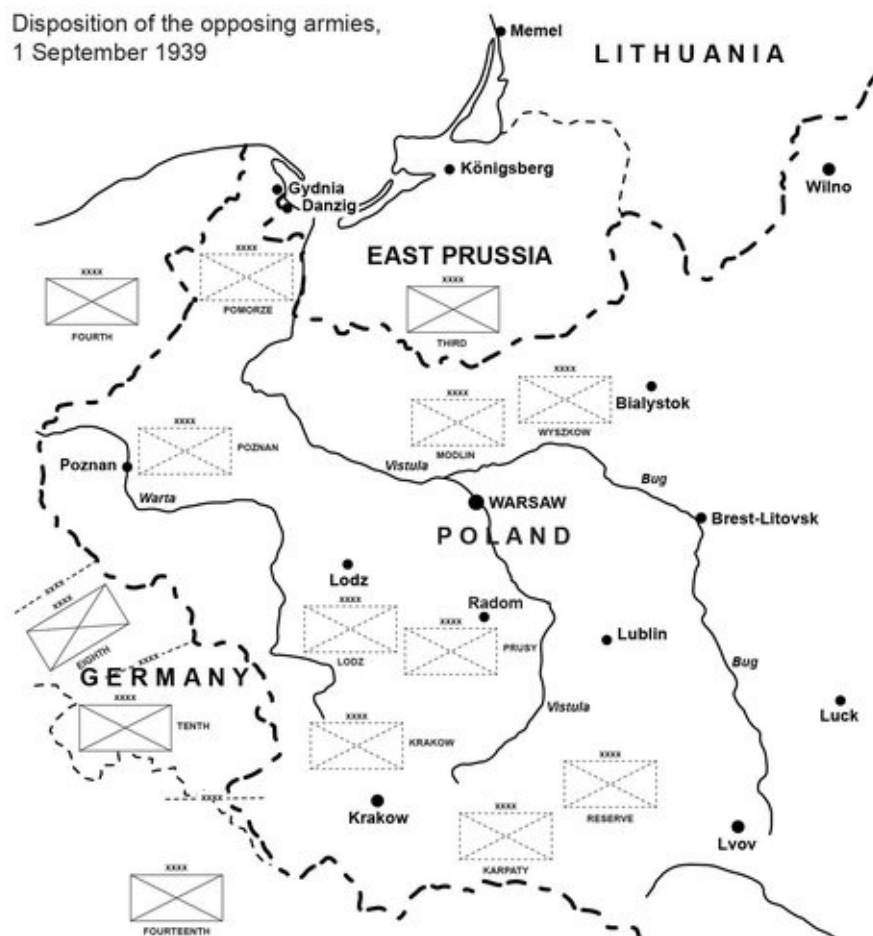 Disposition of the opposing armies,
1 September 1939
Memel
LITHUANIA
Königsberg
Wilno
Gydnia
Danzig
EAST PRUSSIA
xxxx
POMORZE
xxxx
FOURTH
xxxx
THIRD
xxxx
MODLIN
xxxx
WYSZKOW
Bialystok
xxxx
POZNAN
Poznan
Warta
Vistula
Bug
WARSAW
POLAND
Brest-Litovsk
Lodz
xxxx
xxxx
EIGHTH
xxxx
xxxx
LODZ
Radom
xxxx
PRUSY
Lublin
Bug
GERMANY
xxxx
TENTH
Vistula
Luck
xxxx
KRAKOW
xxxx
Krakow
xxxx
RESERVE
xxxx
KARPATY
Lvov
xxxx
FOURTEENTH